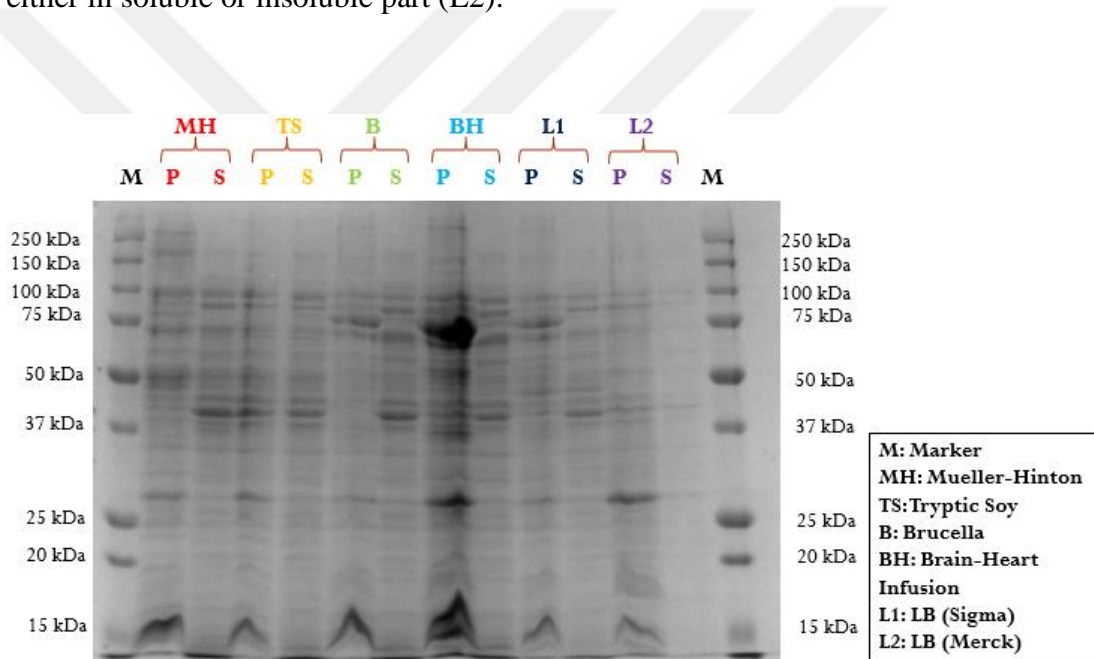 either in soluble or insoluble part (L2).
MH TS B BH L1 L2
M P S P S P S P S P S P S M
250 kDa 250 kDa
150 kDa 150 kDa
100 kDa 100 kDa
75 kDa 75 kDa
50 kDa 50 kDa
37 kDa 37 kDa
25 kDa 25 kDa
20 kDa 20 kDa
15 kDa 15 kDa
M: Marker
MH: Mueller-Hinton
TS:Tryptic Soy
B: Brucella
BH: Brain-Heart
Infusion
L1: LB (Sigma)
L2: LB (Merck)